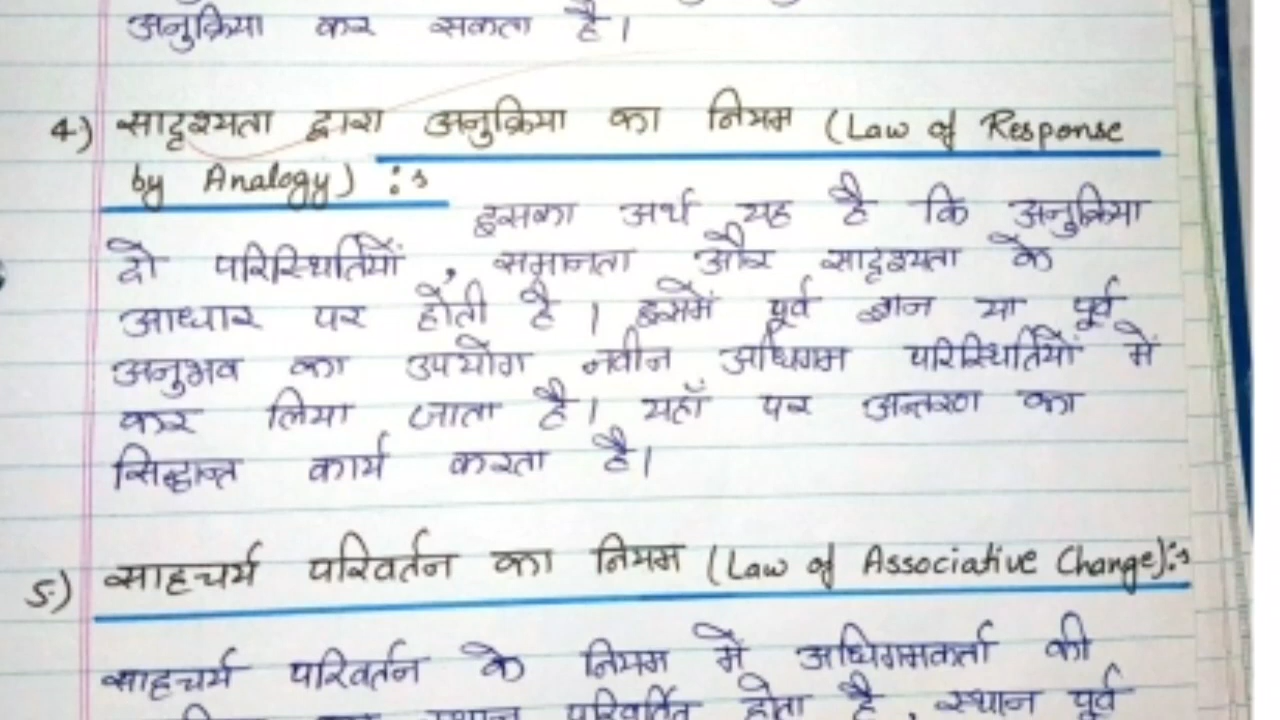 अनुक्रिया कर सकता है।
4.) सादृश्यता द्वारा अनुक्रिया का नियम (Law of Response
by Analogy) :→
इसका अर्थ यह है कि अनुक्रिया
दो परिस्थितियों, समानता और सादृश्यता के
आधार पर होती है। इसमें पूर्व ज्ञान या पूर्व
अनुभव का उपयोग नवीन अधिगम परिस्थितियों में
कर लिया जाता है। यहाँ पर अन्तरण का
सिद्धान्त कार्य करता है।
5.) साहचर्य परिवर्तन का नियम (Law of Associative Change):→
साहचर्य परिवर्तन के नियम में अधिगमकर्ता की
स्थान परिवर्तित होता है, स्थान पूर्व